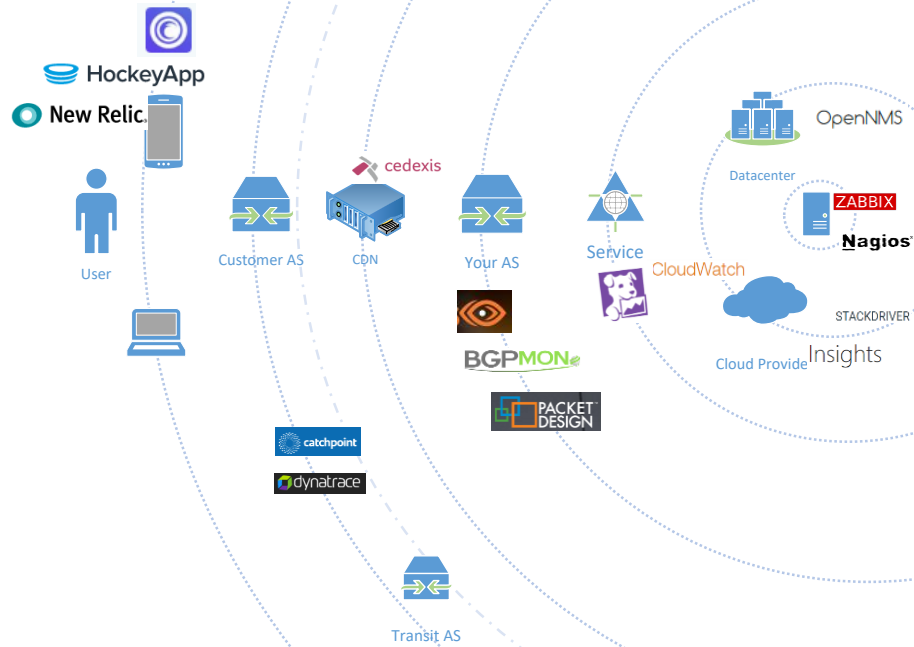 HockeyApp
New Relic.
cedexis
OpenNMS
Datacenter
ZABBIX
Nagios
User
Customer AS
CDN
Your AS
Service
CloudWatch
STACKDRIVER
Cloud Provide
Insights
BGPMON
PACKET
DESIGN
catchpoint
dynatrace
Transit AS